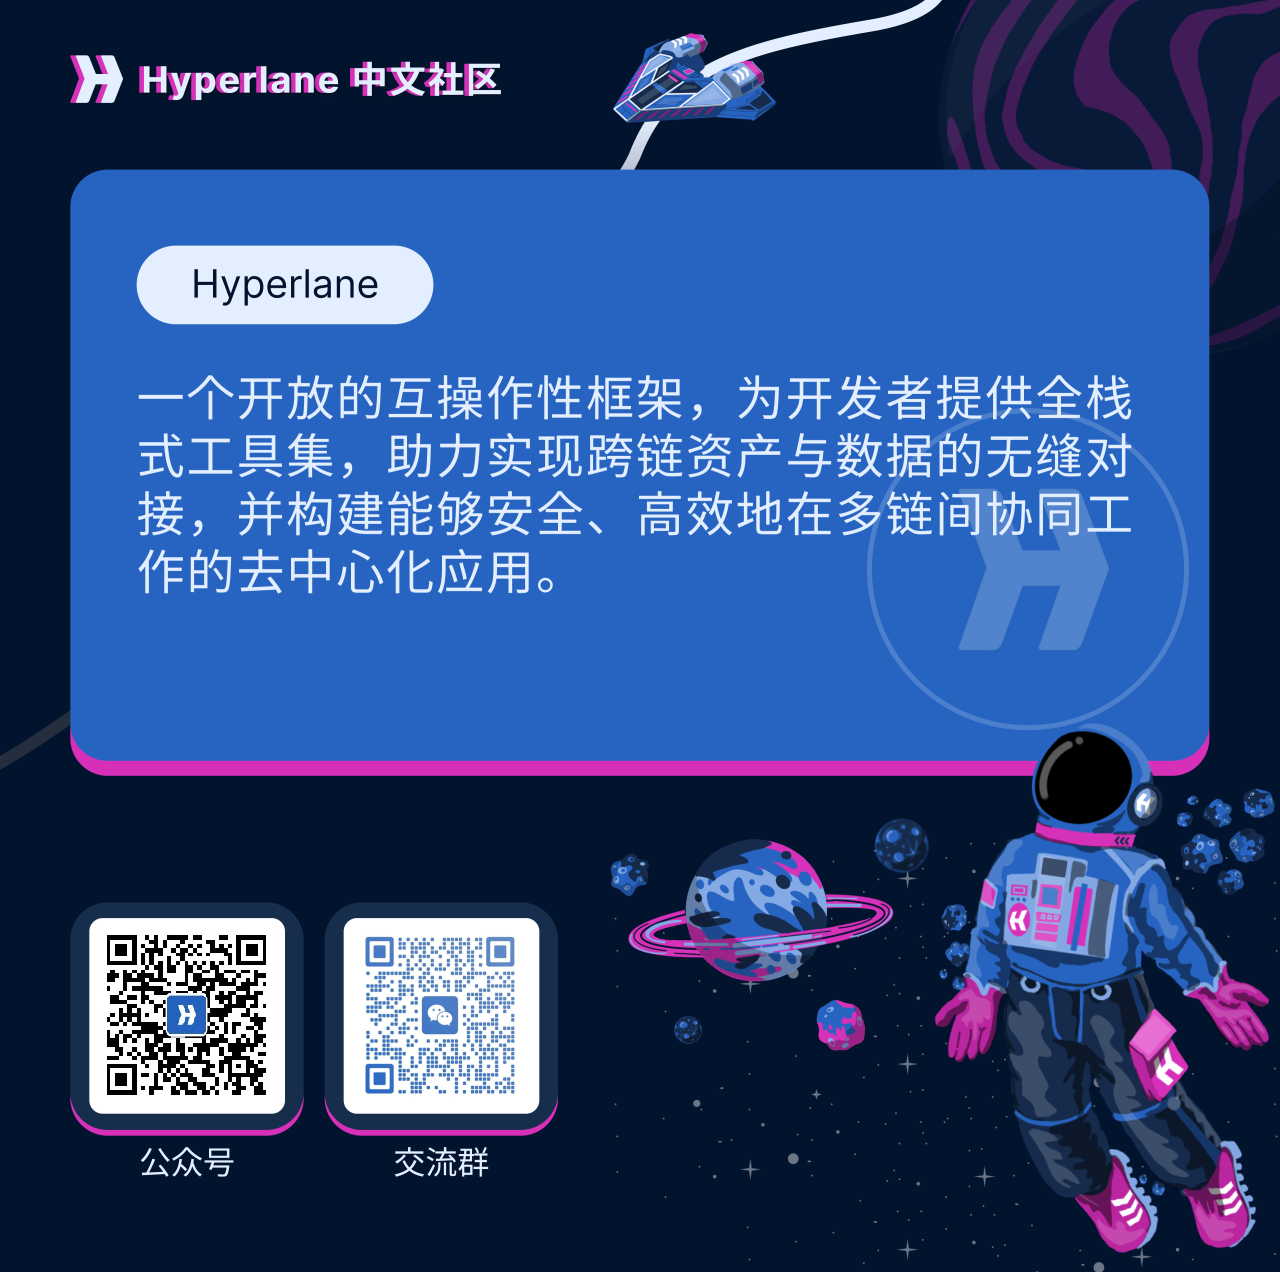 Hyperlane 中文社区
Hyperlane
一个开放的互操作性框架，为开发者提供全栈
式工具集，助力实现跨链资产与数据的无缝对
接，并构建能够安全、高效地在多链间协同工
作的去中心化应用。
公众号
交流群